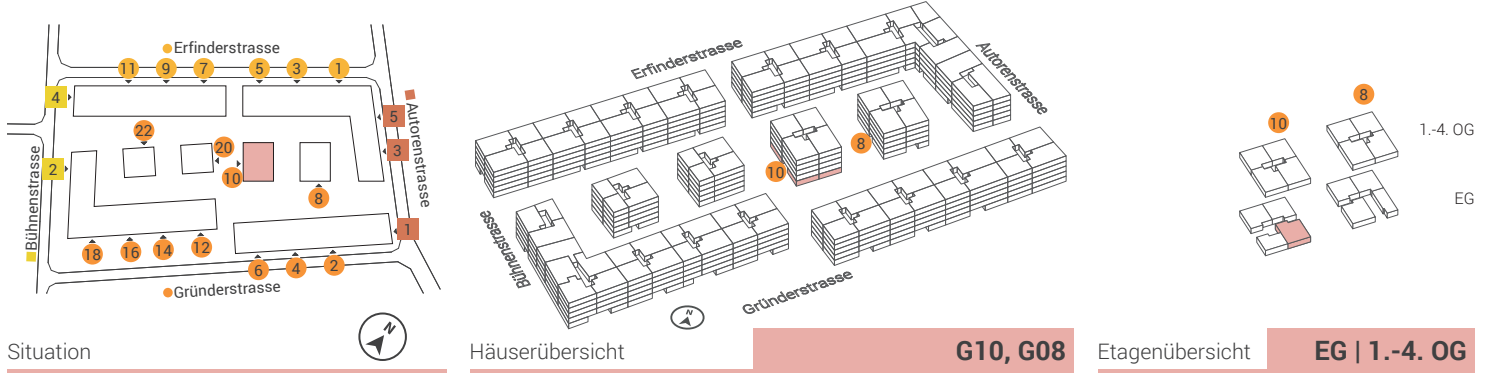 Erfinderstrasse
11 9 7 5 3 1
4
5
22
20
3
2
10
8
1
18 16 14 12
6 4 2
Bühnenstrasse
Autorenstrasse
Gründerstrasse
N
Situation
Erfinderstrasse
Autorenstrasse
8
10
Bühnenstrasse
Gründerstrasse
N
Häuserübersicht
G10, G08
8
10
1.-4. OG
EG
Etagenübersicht
EG | 1.-4. OG